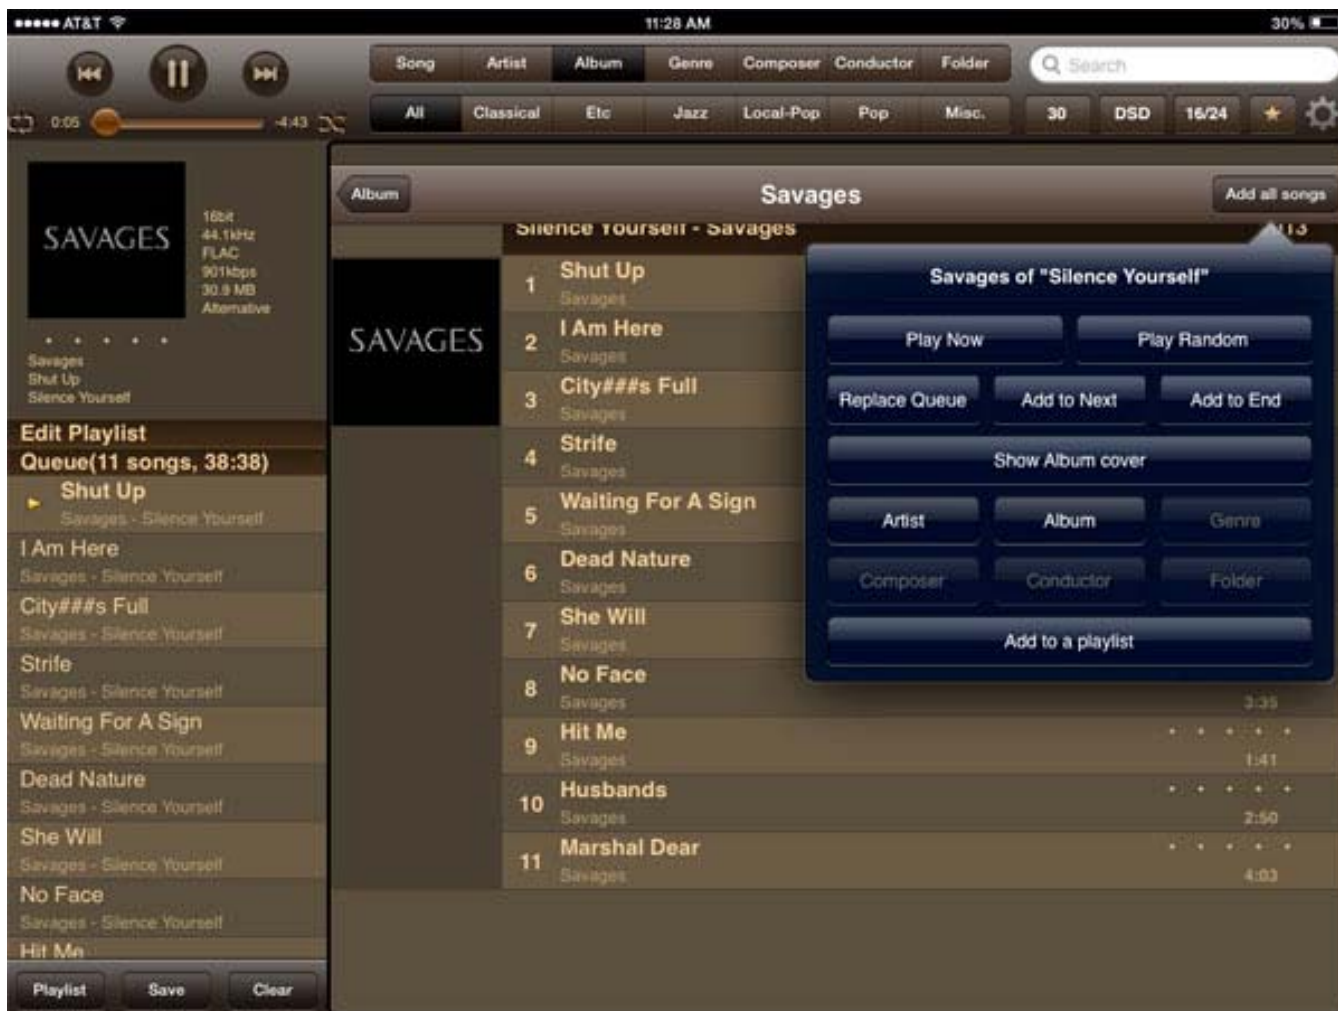 AT&T 11:28 AM 30%
Song Artist Album Genre Composer Conductor Folder Search
0:05 -4:43 All Classical Etc Jazz Local-Pop Pop Misc. 30 DSD 16/24
SAVAGES
16bit
44.1kHz
FLAC
901kbps
30.9 MB
Alternative
Savages
Shut Up
Silence Yourself
Edit Playlist
Queue(11 songs, 38:38)
Shut Up
Savages - Silence Yourself
I Am Here
Savages - Silence Yourself
City###s Full
Savages - Silence Yourself
Strife
Savages - Silence Yourself
Waiting For A Sign
Savages - Silence Yourself
Dead Nature
Savages - Silence Yourself
She Will
Savages - Silence Yourself
No Face
Savages - Silence Yourself
Hit Me
Playlist Save Clear
Album Savages Add all songs
Silence Yourself - Savages
SAVAGES
1 Shut Up
Savages
2 I Am Here
Savages
3 City###s Full
Savages
4 Strife
Savages
5 Waiting For A Sign
Savages
6 Dead Nature
Savages
7 She Will
Savages
8 No Face
Savages 3:35
9 Hit Me
Savages 1:41
10 Husbands
Savages 2:50
11 Marshal Dear
Savages 4:03
Savages of "Silence Yourself"
Play Now Play Random
Replace Queue Add to Next Add to End
Show Album cover
Artist Album Genre
Composer Conductor Folder
Add to a playlist